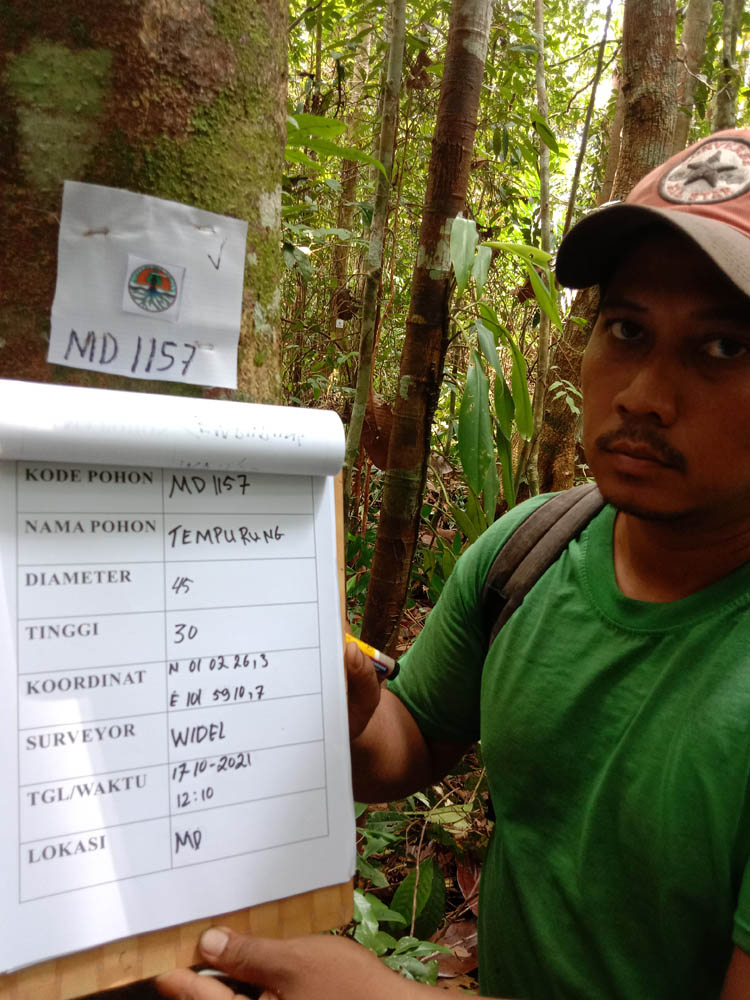 MD 1157
KODE POHON MD 1157
NAMA POHON TEMPURUNG
DIAMETER 45
TINGGI 30
KOORDINAT N 01 02 26,3
E 101 59 10,7
SURVEYOR WIDEL
TGL/WAKTU 17-10-2021
12:10
LOKASI MD